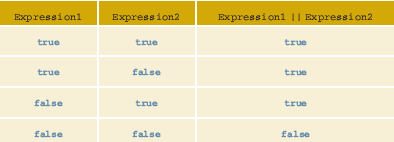 Expression1 Expression2 Expression1 || Expression2
true true true
true false true
false true true
false false false